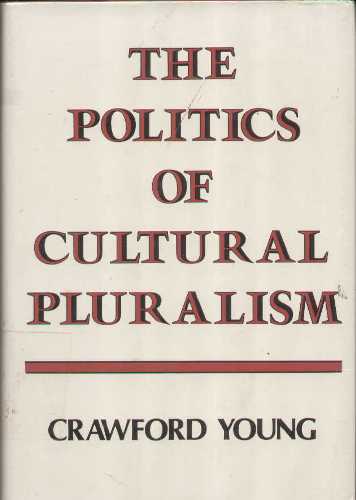 THE
POLITICS
OF
CULTURAL
PLURALISM
CRAWFORD YOUNG